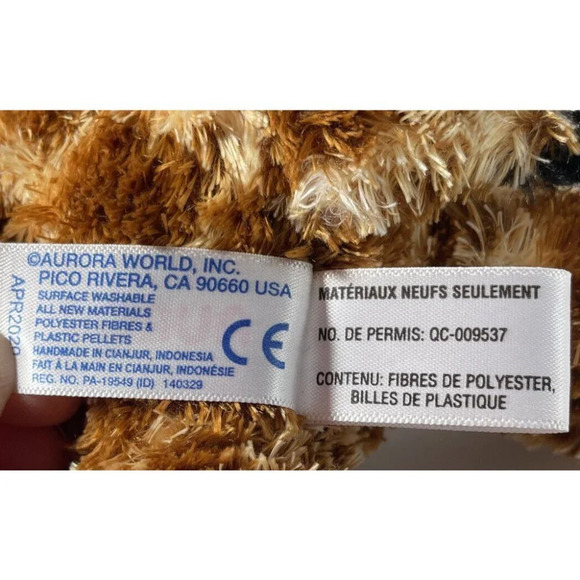 ©AURORA WORLD, INC.
PICO RIVERA, CA 90660 USA
SURFACE WASHABLE
ALL NEW MATERIALS
POLYESTER FIBRES &
PLASTIC PELLETS
HANDMADE IN CIANJUR, INDONESIA
FAIT À LA MAIN EN CIANJUR, INDONÉSIE
REG. NO. PA-19549 (ID) 140329
CE
APR2020
MATÉRIAUX NEUFS SEULEMENT
NO. DE PERMIS: QC-009537
CONTENU: FIBRES DE POLYESTER,
BILLES DE PLASTIQUE